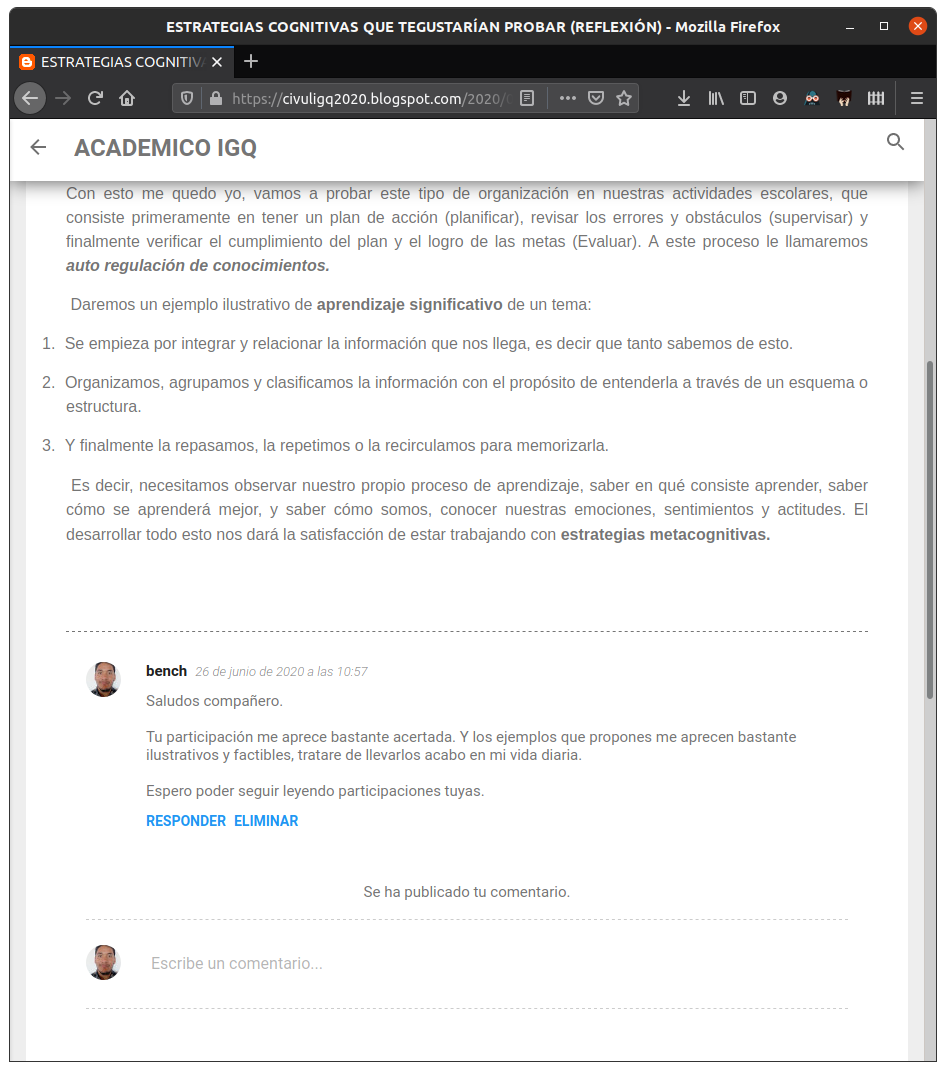 ESTRATEGIAS COGNITIVAS QUE TEGUSTARÍAN PROBAR (REFLEXIÓN) - Mozilla Firefox
ESTRATEGIAS COGNITIV
https://civuligq2020.blogspot.com/2020/
ACADEMICO IGQ
Con esto me quedo yo, vamos a probar este tipo de organización en nuestras actividades escolares, que
consiste primeramente en tener un plan de acción (planificar), revisar los errores y obstáculos (supervisar) y
finalmente verificar el cumplimiento del plan y el logro de las metas (Evaluar). A este proceso le llamaremos
auto regulación de conocimientos.
Daremos un ejemplo ilustrativo de aprendizaje significativo de un tema:
1. Se empieza por integrar y relacionar la información que nos llega, es decir que tanto sabemos de esto.
2. Organizamos, agrupamos y clasificamos la información con el propósito de entenderla a través de un esquema o
estructura.
3. Y finalmente la repasamos, la repetimos o la recirculamos para memorizarla.
Es decir, necesitamos observar nuestro propio proceso de aprendizaje, saber en qué consiste aprender, saber
cómo se aprenderá mejor, y saber cómo somos, conocer nuestras emociones, sentimientos y actitudes. El
desarrollar todo esto nos dará la satisfacción de estar trabajando con estrategias metacognitivas.
bench 26 de junio de 2020 a las 10:57
Saludos compañero.
Tu participación me aprece bastante acertada. Y los ejemplos que propones me aprecen bastante
ilustrativos y factibles, tratare de llevarlos acabo en mi vida diaria.
Espero poder seguir leyendo participaciones tuyas.
RESPONDER ELIMINAR
Se ha publicado tu comentario.
Escribe un comentario...